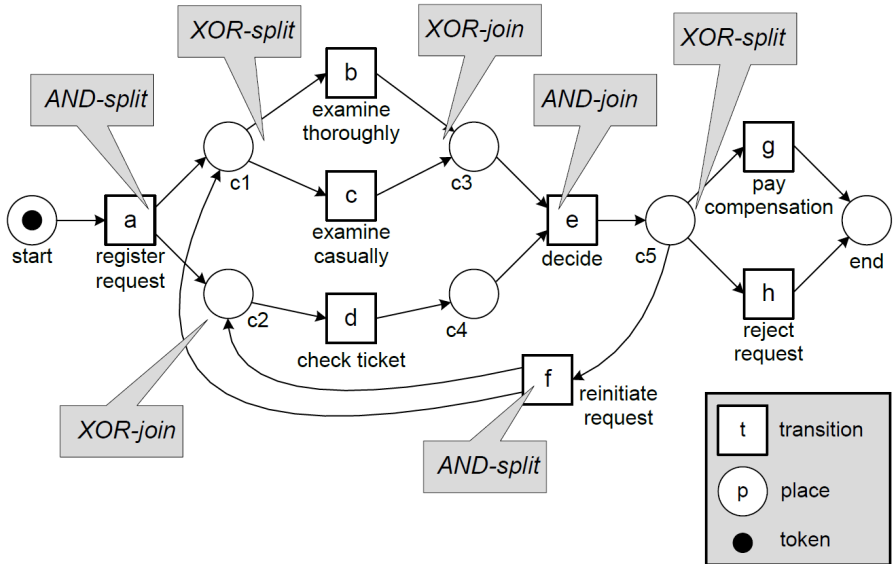 XOR-split
XOR-join
XOR-split
AND-split
b
AND-join
examine
thoroughly
g
pay
compensation
c1
c3
c
a
examine
casually
e
start
register
request
decide
c5
end
c2
d
c4
h
check ticket
reject
request
f
reinitiate
request
XOR-join
AND-split
t
transition
p
place
token